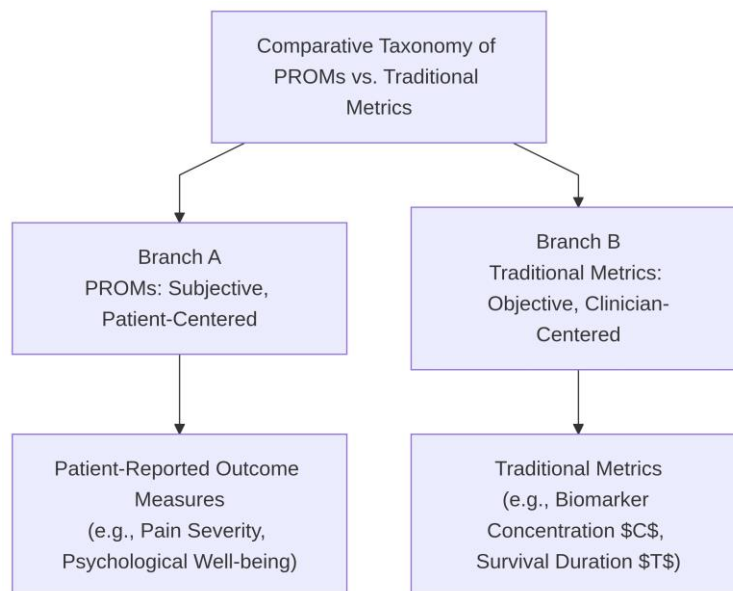 Comparative Taxonomy of
PROMs vs. Traditional
Metrics
Branch A
PROMs: Subjective,
Patient-Centered
Branch B
Traditional Metrics:
Objective, Clinician-
Centered
Patient-Reported Outcome
Measures
(e.g., Pain Severity,
Psychological Well-being)
Traditional Metrics
(e.g., Biomarker
Concentration $C$,
Survival Duration $T$)